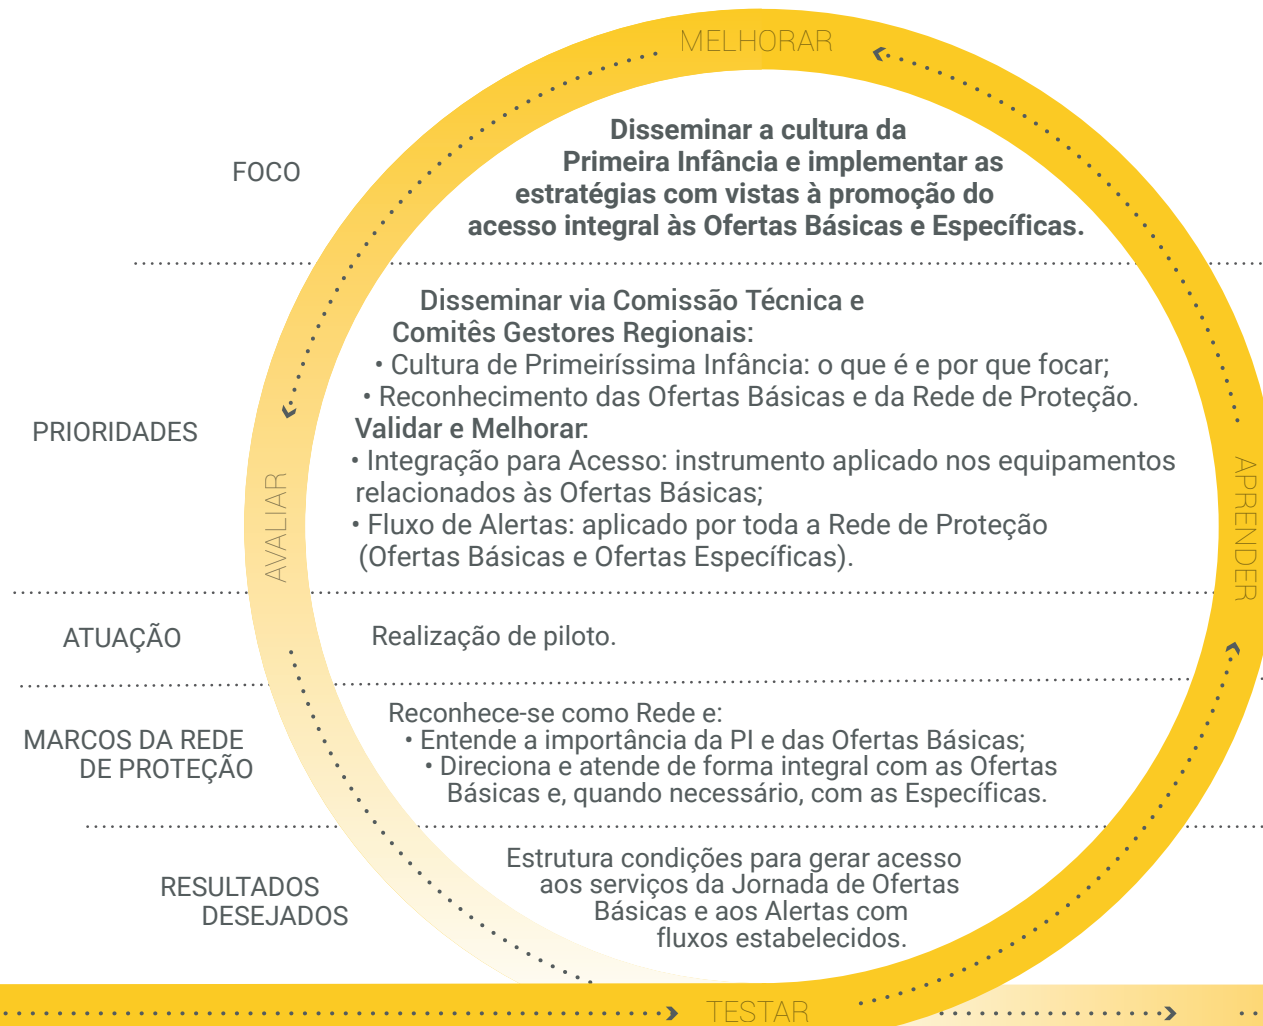 MELHORAR
FOCO
Disseminar a cultura da
Primeira Infância e implementar as
estratégias com vistas à promoção do
acesso integral às Ofertas Básicas e Específicas.
PRIORIDADES
Disseminar via Comissão Técnica e
Comitês Gestores Regionais:
• Cultura de Primeiríssima Infância: o que é e por que focar;
• Reconhecimento das Ofertas Básicas e da Rede de Proteção.
Validar e Melhorar:
• Integração para Acesso: instrumento aplicado nos equipamentos
relacionados às Ofertas Básicas;
• Fluxo de Alertas: aplicado por toda a Rede de Proteção
(Ofertas Básicas e Ofertas Específicas).
AVALIAR
APRENDER
ATUAÇÃO
Realização de piloto.
MARCOS DA REDE
DE PROTEÇÃO
Reconhece-se como Rede e:
• Entende a importância da PI e das Ofertas Básicas;
• Direciona e atende de forma integral com as Ofertas
Básicas e, quando necessário, com as Específicas.
RESULTADOS
DESEJADOS
Estrutura condições para gerar acesso
aos serviços da Jornada de Ofertas
Básicas e aos Alertas com
fluxos estabelecidos.
TESTAR